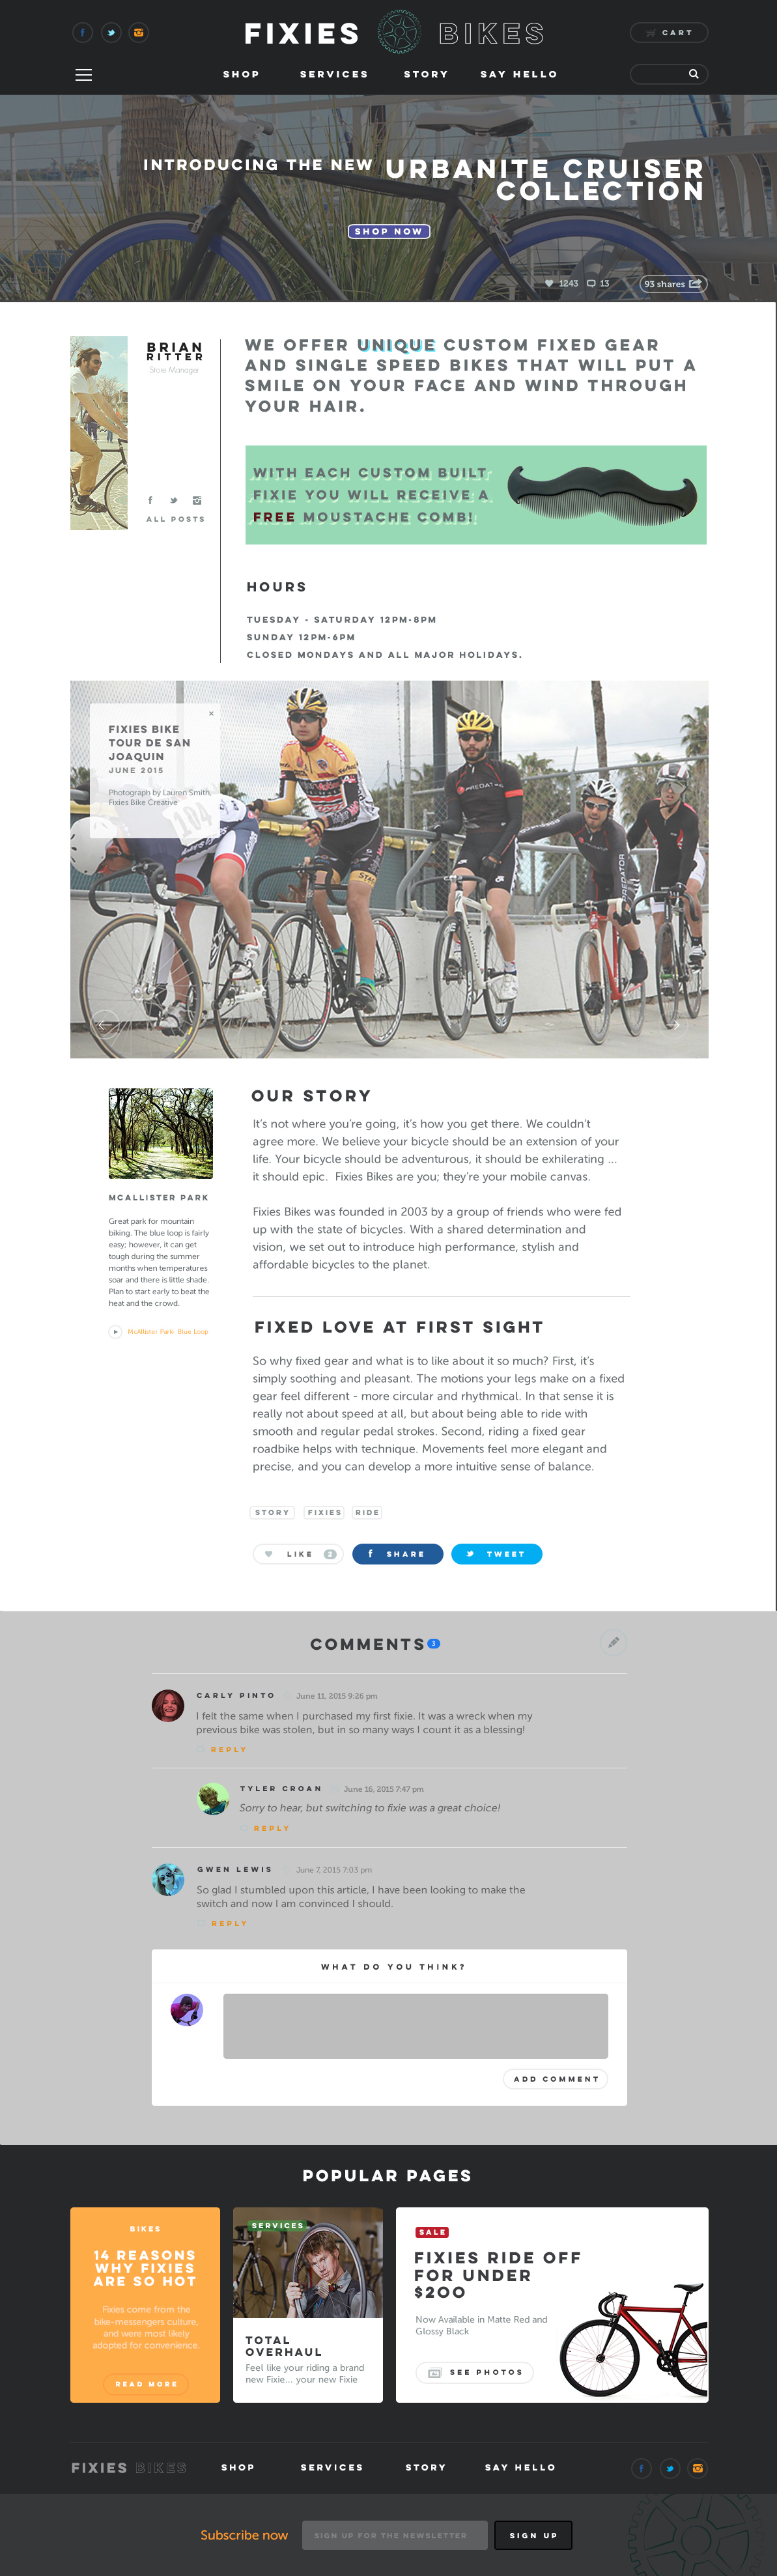 FIXIES BIKES
CART
SHOP SERVICES STORY SAY HELLO
INTRODUCING THE NEW URBANITE CRUISER
COLLECTION
SHOP NOW
1243 13 93 shares
BRIAN
RITTER
Store Manager
ALL POSTS
WE OFFER UNIQUE CUSTOM FIXED GEAR
AND SINGLE SPEED BIKES THAT WILL PUT A
SMILE ON YOUR FACE AND WIND THROUGH
YOUR HAIR.
WITH EACH CUSTOM BUILT
FIXIE YOU WILL RECEIVE A
FREE MOUSTACHE COMB!
HOURS
TUESDAY - SATURDAY 12PM-8PM
SUNDAY 12PM-6PM
CLOSED MONDAYS AND ALL MAJOR HOLIDAYS.
FIXIES BIKE
TOUR DE SAN
JOAQUIN
JUNE 2015
Photograph by Lauren Smith,
Fixies Bike Creative
104
PREDATOR
STAC
OUR STORY
It's not where you're going, it's how you get there. We couldn't
agree more. We believe your bicycle should be an extension of your
life. Your bicycle should be adventurous, it should be exhilerating ...
it should epic. Fixies Bikes are you; they're your mobile canvas.
Fixies Bikes was founded in 2003 by a group of friends who were fed
up with the state of bicycles. With a shared determination and
vision, we set out to introduce high performance, stylish and
affordable bicycles to the planet.
MCALLISTER PARK
Great park for mountain
biking. The blue loop is fairly
easy; however, it can get
tough during the summer
months when temperatures
soar and there is little shade.
Plan to start early to beat the
heat and the crowd.
McAllister Park- Blue Loop
FIXED LOVE AT FIRST SIGHT
So why fixed gear and what is to like about it so much? First, it's
simply soothing and pleasant. The motions your legs make on a fixed
gear feel different - more circular and rhythmical. In that sense it is
really not about speed at all, but about being able to ride with
smooth and regular pedal strokes. Second, riding a fixed gear
roadbike helps with technique. Movements feel more elegant and
precise, and you can develop a more intuitive sense of balance.
STORY FIXIES RIDE
LIKE 2 SHARE TWEET
COMMENTS 3
CARLY PINTO June 11, 2015 9:26 pm
I felt the same when I purchased my first fixie. It was a wreck when my
previous bike was stolen, but in so many ways I count it as a blessing!
REPLY
TYLER CROAN June 16, 2015 7:47 pm
Sorry to hear, but switching to fixie was a great choice!
REPLY
GWEN LEWIS June 7, 2015 7:03 pm
So glad I stumbled upon this article, I have been looking to make the
switch and now I am convinced I should.
REPLY
WHAT DO YOU THINK?
ADD COMMENT
POPULAR PAGES
BIKES
14 REASONS
WHY FIXIES
ARE SO HOT
Fixies come from the
bike-messengers culture,
and were most likely
adopted for convenience.
READ MORE
SERVICES
TOTAL
OVERHAUL
Feel like your riding a brand
new Fixie... your new Fixie
SALE
FIXIES RIDE OFF
FOR UNDER
$200
Now Available in Matte Red and
Glossy Black
SEE PHOTOS
FIXIES BIKES SHOP SERVICES STORY SAY HELLO
Subscribe now SIGN UP FOR THE NEWSLETTER SIGN UP